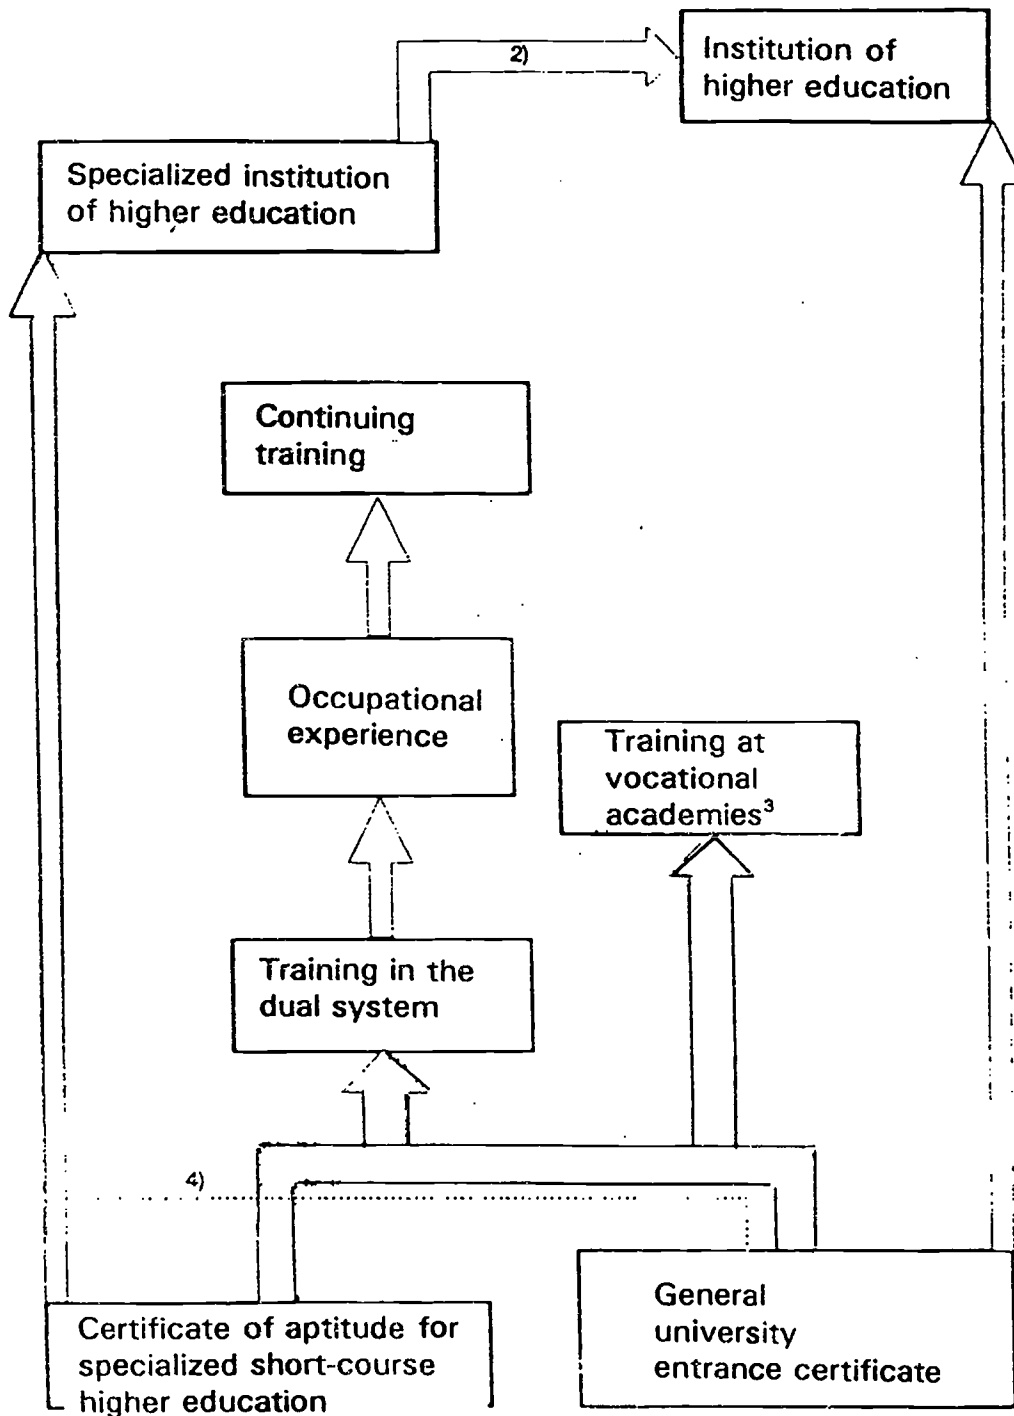 2)
Institution of
higher education
Specialized institution
of higher education
Continuing
training
Occupational
experience
Training at
vocational
academies³
Training in the
dual system
4)
General
university
entrance certificate
Certificate of aptitude for
specialized short-course
higher education